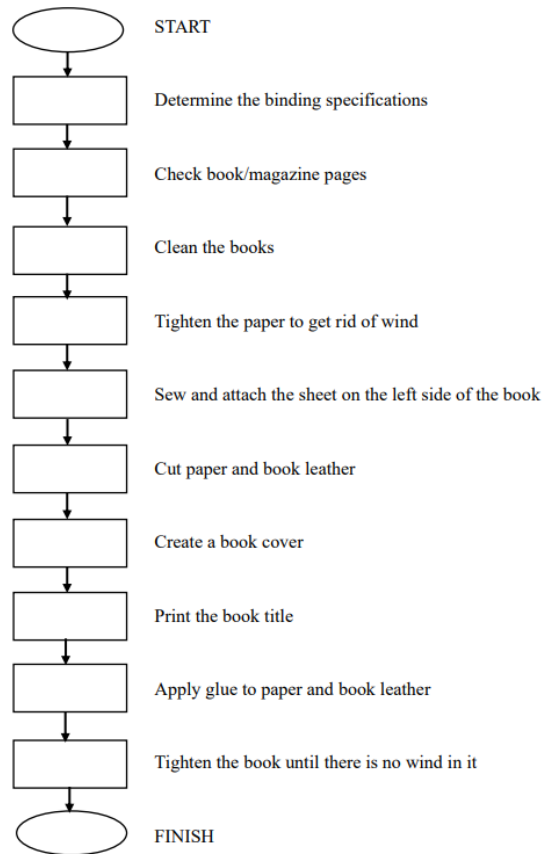 START
Determine the binding specifications
Check book/magazine pages
Clean the books
Tighten the paper to get rid of wind
Sew and attach the sheet on the left side of the book
Cut paper and book leather
Create a book cover
Print the book title
Apply glue to paper and book leather
Tighten the book until there is no wind in it
FINISH